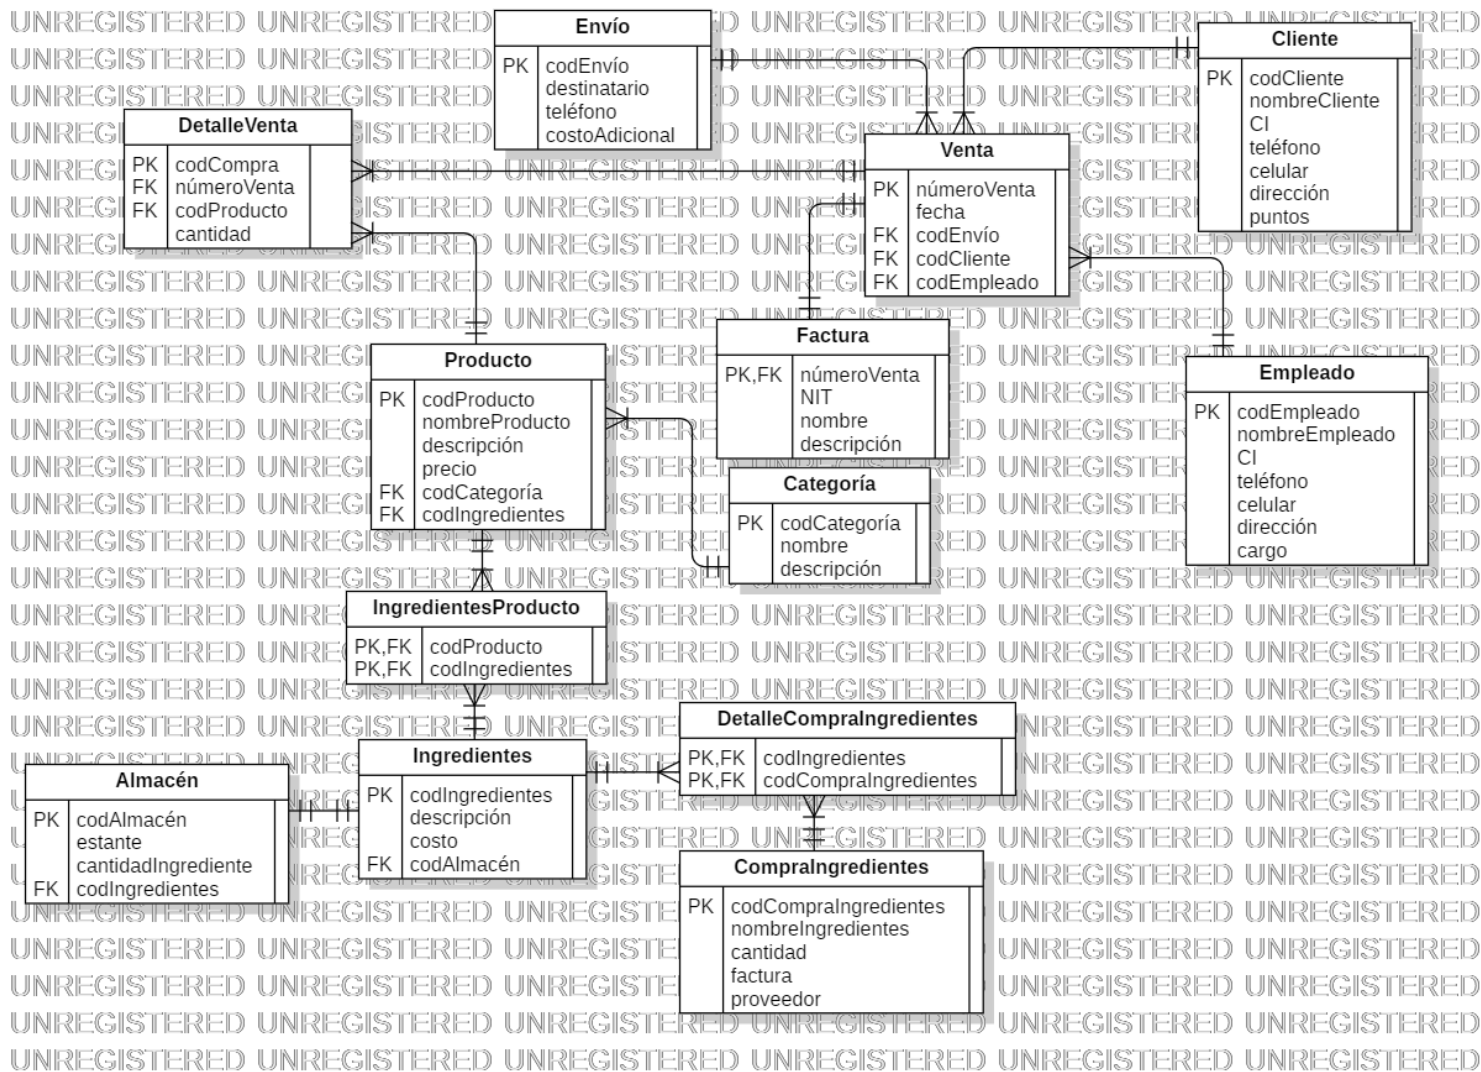 Envío
PK codEnvío
destinatario
teléfono
costoAdicional
Cliente
PK codCliente
nombreCliente
CI
teléfono
celular
dirección
puntos
DetalleVenta
PK codCompra
FK númeroVenta
FK codProducto
cantidad
Venta
PK númeroVenta
fecha
FK codEnvío
FK codCliente
FK codEmpleado
Factura
PK,FK númeroVenta
NIT
nombre
descripción
Producto
PK codProducto
nombreProducto
descripción
precio
FK codCategoría
FK codIngredientes
Empleado
PK codEmpleado
nombreEmpleado
CI
teléfono
celular
dirección
cargo
Categoría
PK codCategoría
nombre
descripción
IngredientesProducto
PK,FK codProducto
PK,FK codIngredientes
DetalleCompraIngredientes
PK,FK codIngredientes
PK,FK codCompraIngredientes
Ingredientes
PK codIngredientes
descripción
costo
FK codAlmacén
Almacén
PK codAlmacén
estante
cantidadIngrediente
FK codIngredientes
CompraIngredientes
PK codCompraIngredientes
nombreIngredientes
cantidad
factura
proveedor
UNREGISTERED UNREGISTERED UNREGISTERED UNREGISTERED UNREGISTERED UNREGISTERED